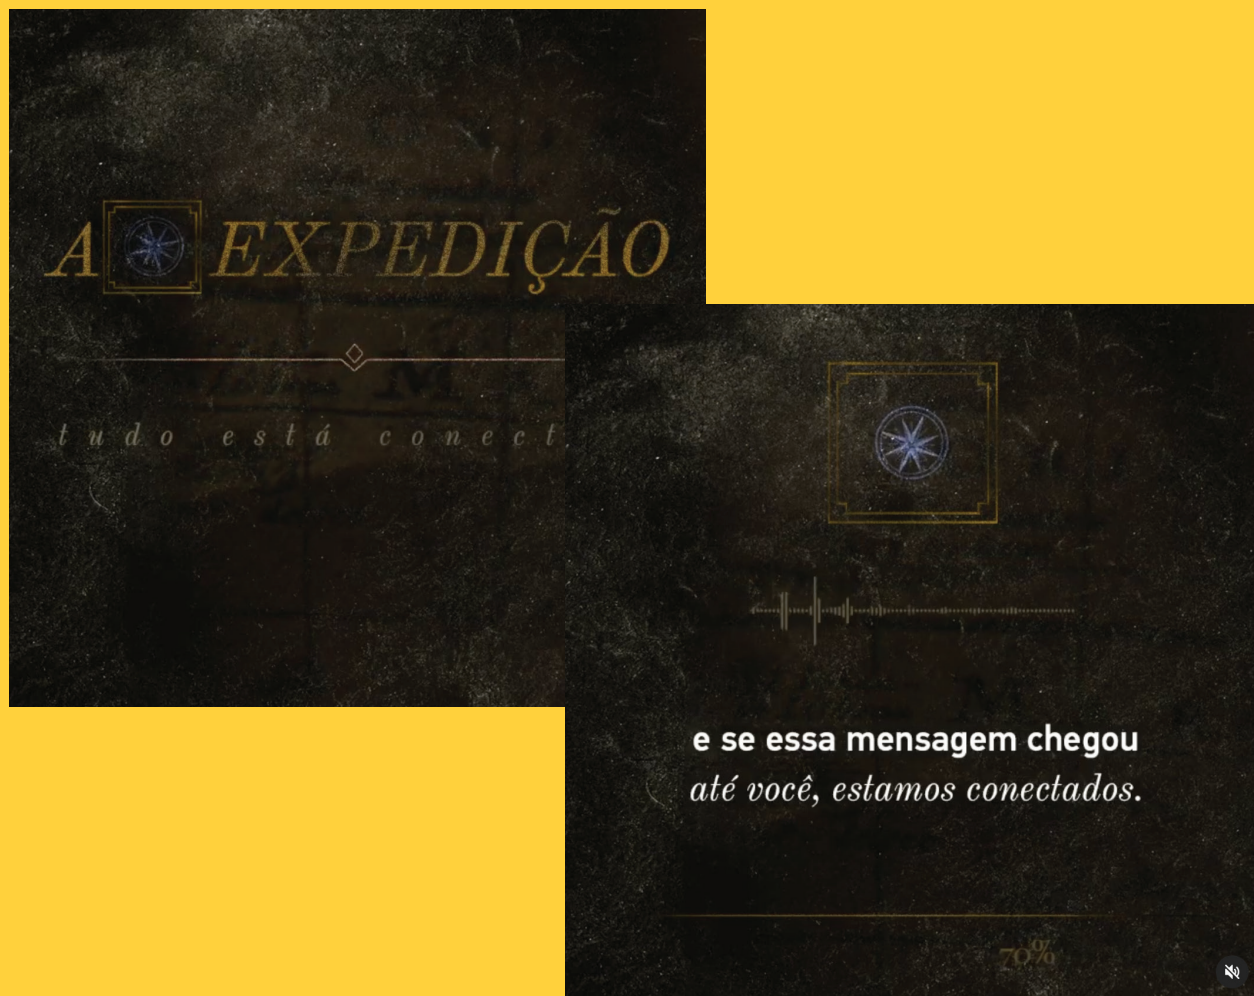 A EXPEDIÇÃO
tudo está conect
e se essa mensagem chegou
até você, estamos conectados.
70%